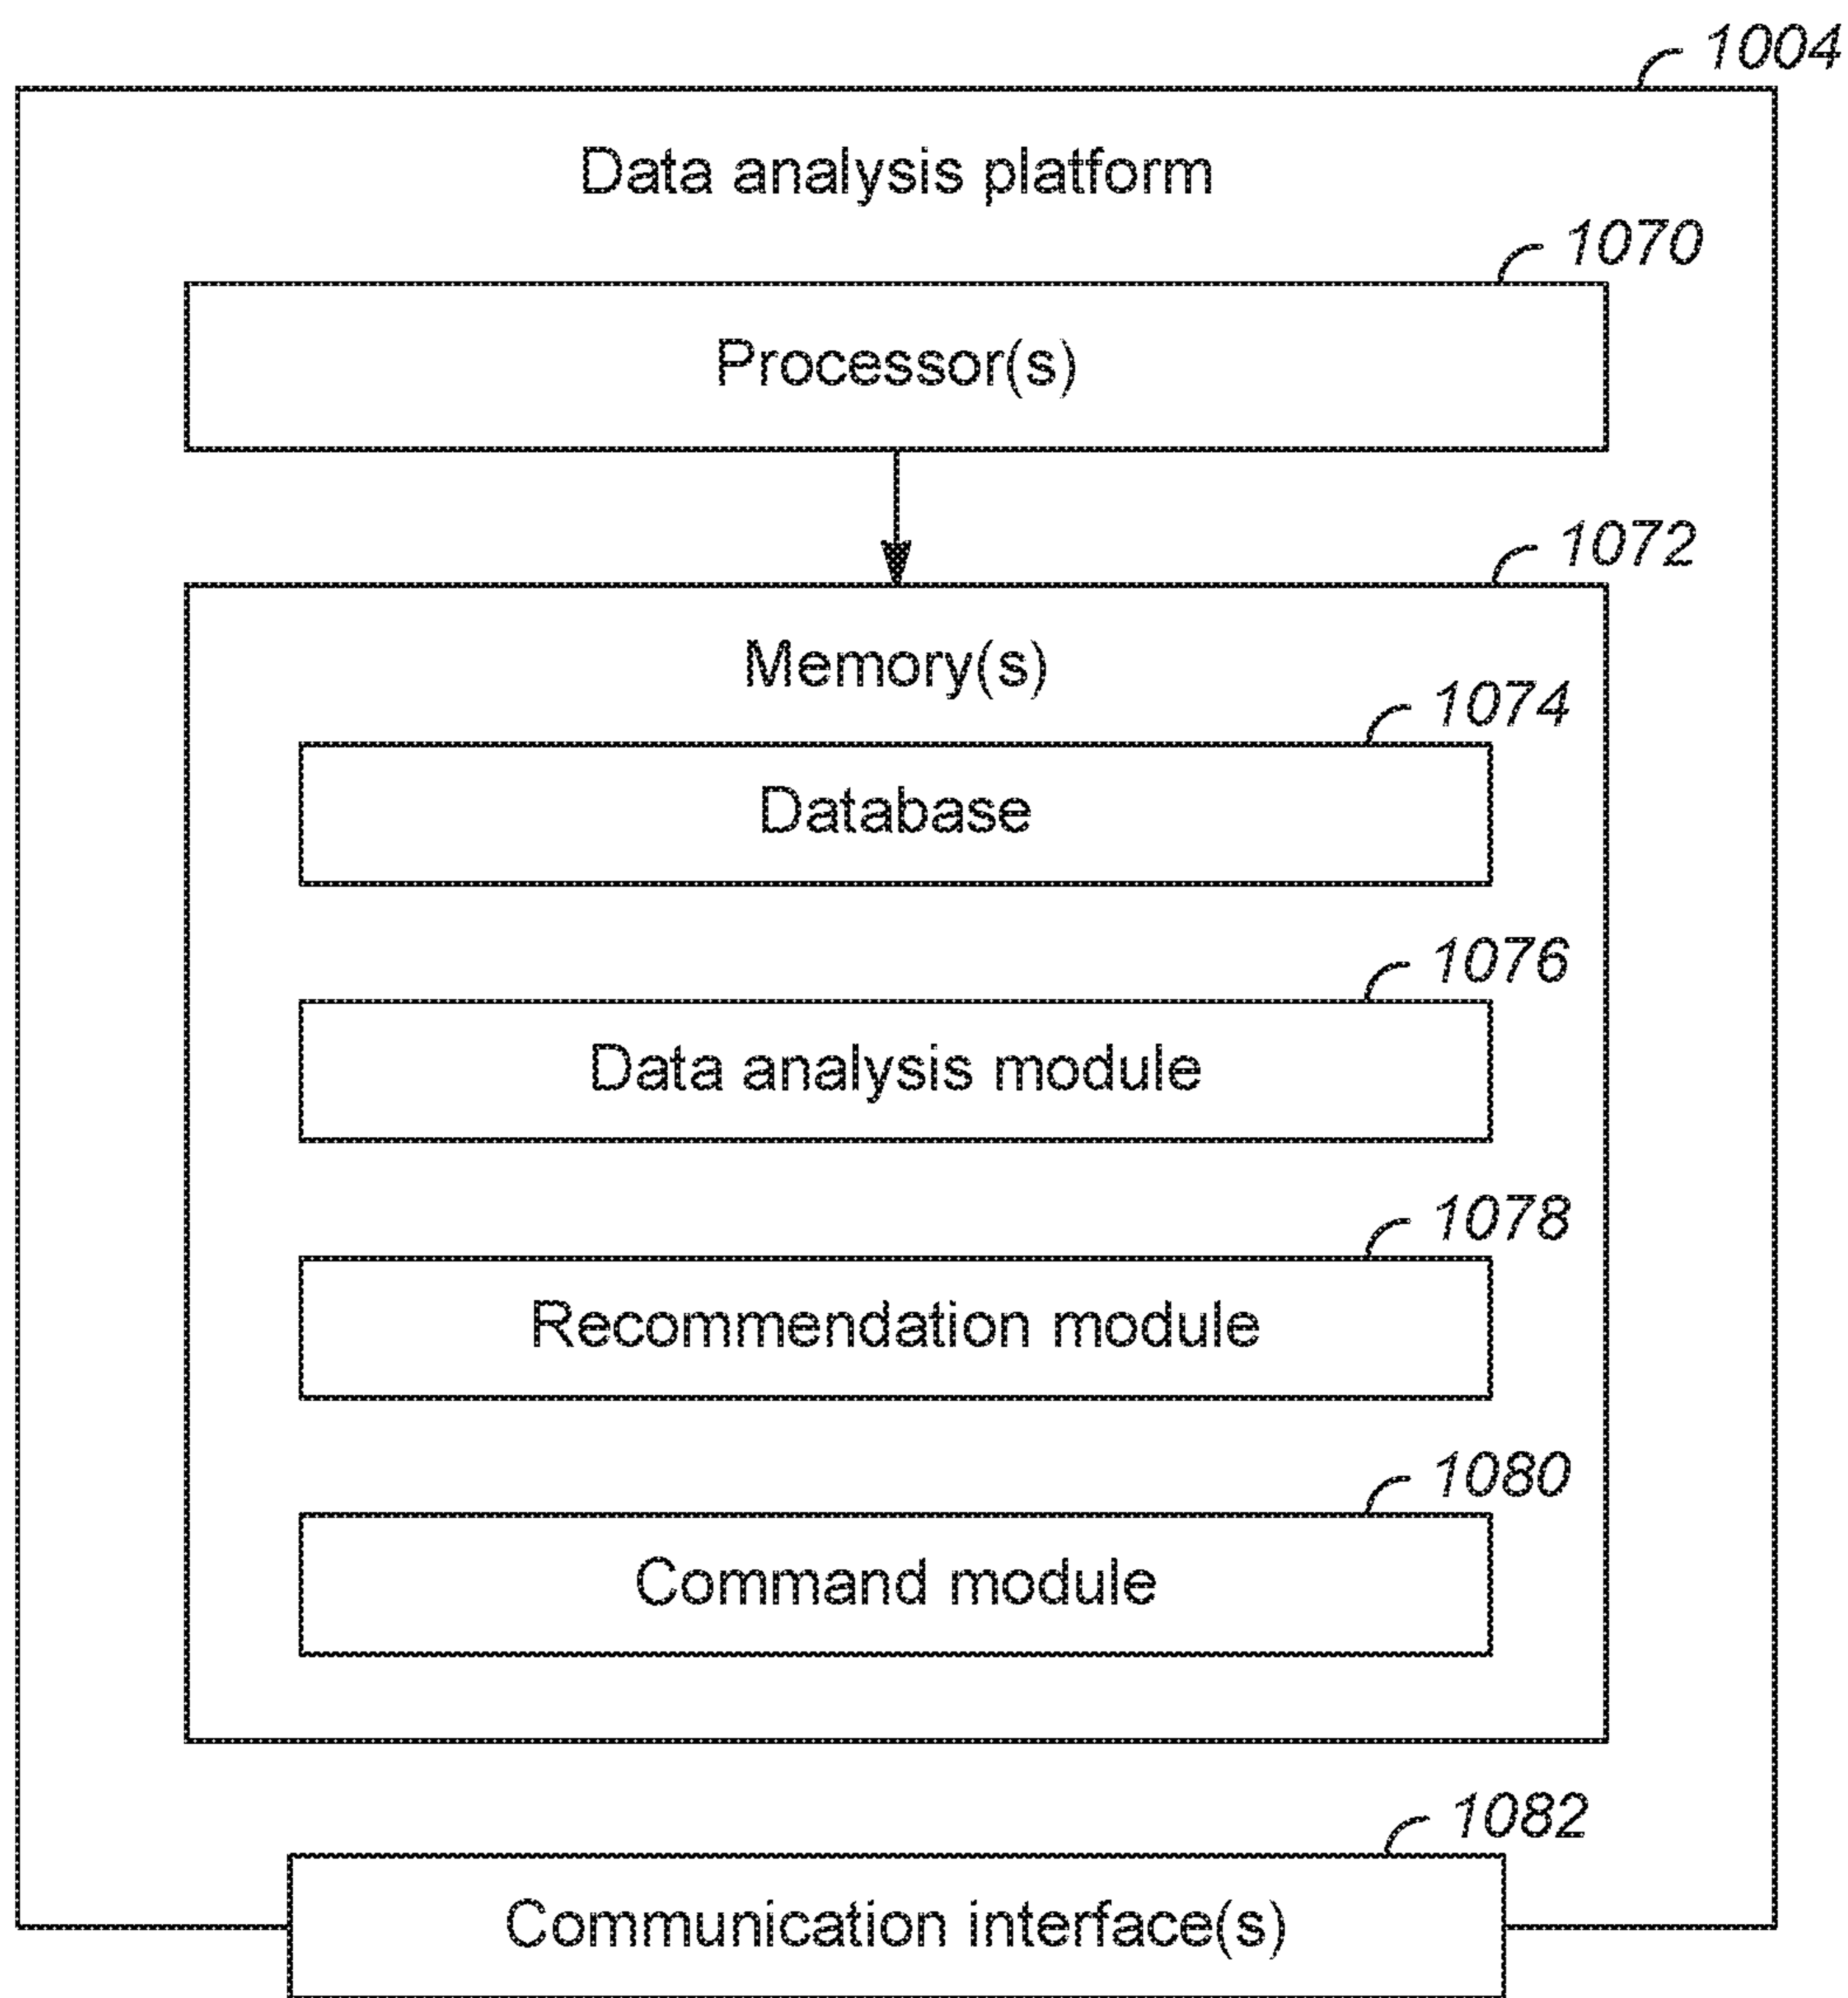 1004
Data analysis platform
1070
Processor(s)
1072
Memory(s)
1074
Database
1076
Data analysis module
1078
Recommendation module
1080
Command module
1082
Communication interface(s)